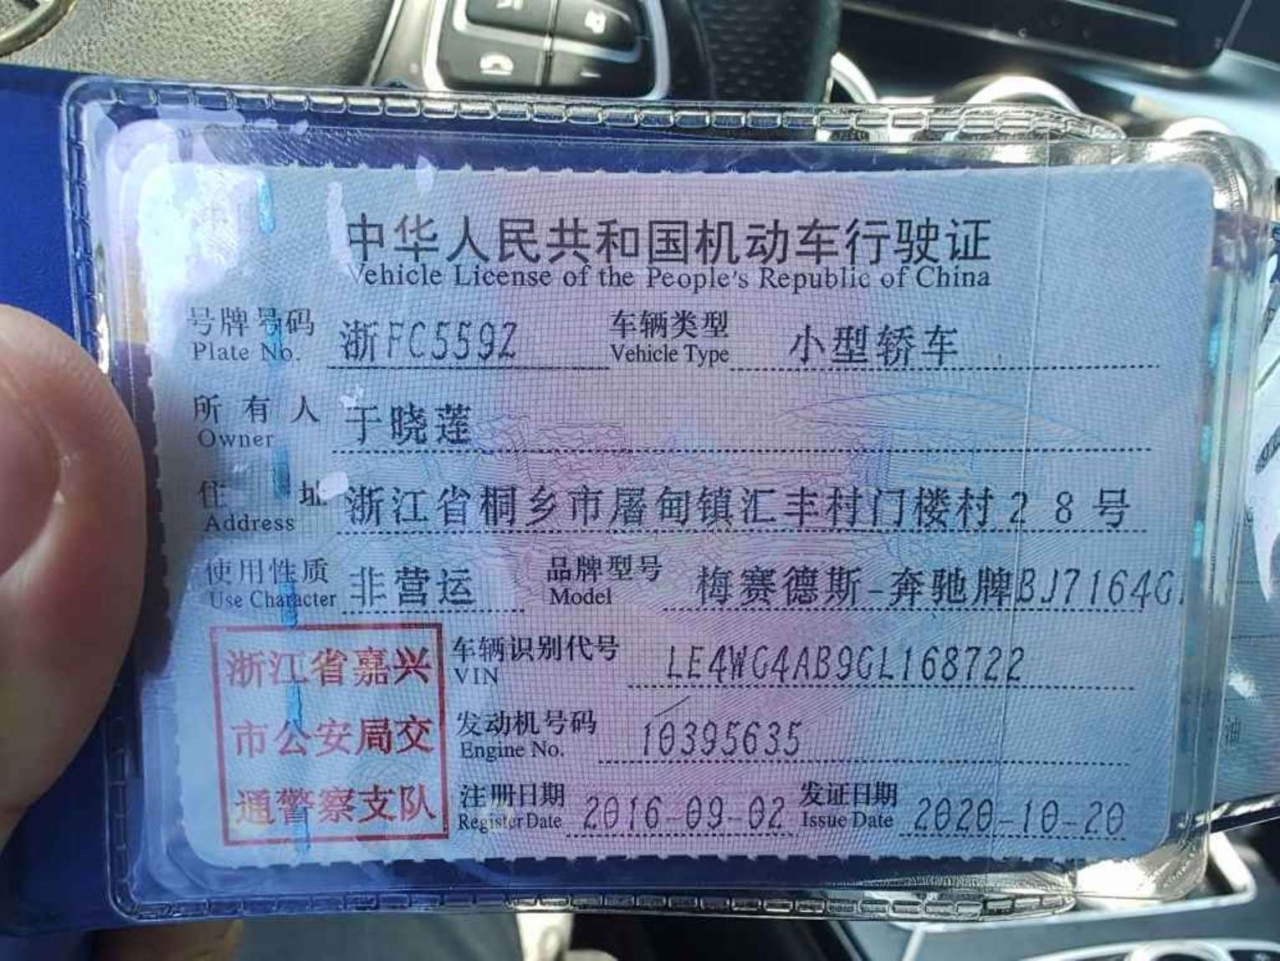 中华人民共和国机动车行驶证
Vehicle License of the People's Republic of China
号牌号码 浙FC559Z 车辆类型 小型轿车
Plate No. Vehicle Type
所有人 于晓莲
Owner
住址 浙江省桐乡市屠甸镇汇丰村门楼村28号
Address
使用性质 非营运 品牌型号 梅赛德斯-奔驰牌BJ7164G
Use Character Model
浙江省嘉兴
市公安局交
通警察支队
车辆识别代号 LE4WG4AB9GL168722
VIN
发动机号码 10395635
Engine No.
注册日期 2016-09-02 发证日期 2020-10-20
Register Date Issue Date